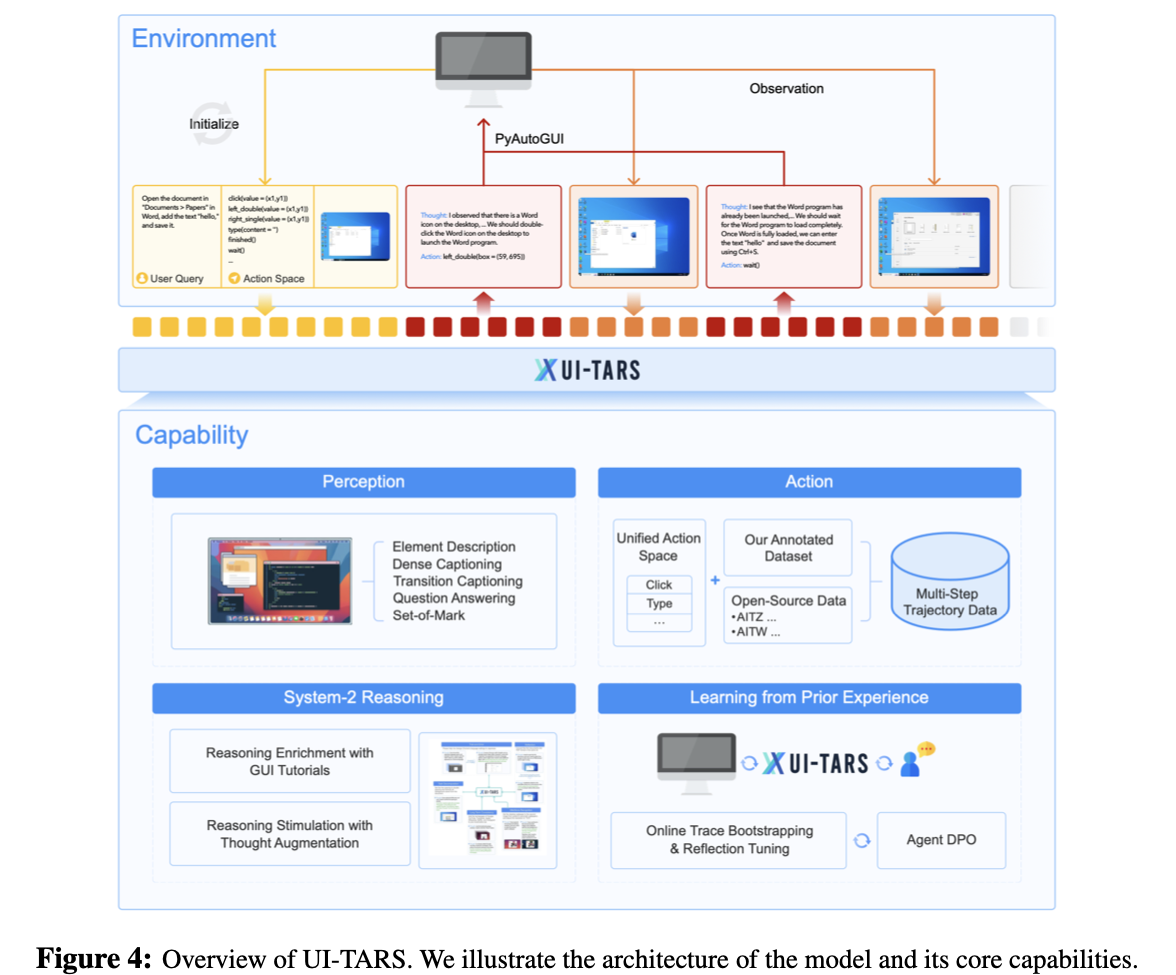 Environment
Observation
Initialize
PyAutoGUI
Open the document in
"Documents > Papers" in
Word, add the text "hello,"
and save it.
User Query
click(value = (x1,y1))
left_double(value = (x1,y1))
right_single(value = (x1,y1))
type(content = '')
finished()
wait()
...
Action Space
Thought: I observed that there is a Word
icon on the desktop, ... We should double-
click the Word icon on the desktop to
launch the Word program.
Action: left_double(box = (59, 695))
Thought: I see that the Word program has
already been launched,... We should wait
for the Word program to load completely.
Once Word is fully loaded, we can enter
the text "hello" and save the document
using Ctrl+S.
Action: wait()
UI-TARS
Capability
Perception
Element Description
Dense Captioning
Transition Captioning
Question Answering
Set-of-Mark
Action
Unified Action
Space
Click
Type
...
+
Our Annotated
Dataset
Open-Source Data
•AITZ ...
•AITW ...
Multi-Step
Trajectory Data
System-2 Reasoning
Reasoning Enrichment with
GUI Tutorials
Reasoning Stimulation with
Thought Augmentation
UI-TARS
Learning from Prior Experience
UI-TARS
Online Trace Bootstrapping
& Reflection Tuning
Agent DPO
Figure 4: Overview of UI-TARS. We illustrate the architecture of the model and its core capabilities.